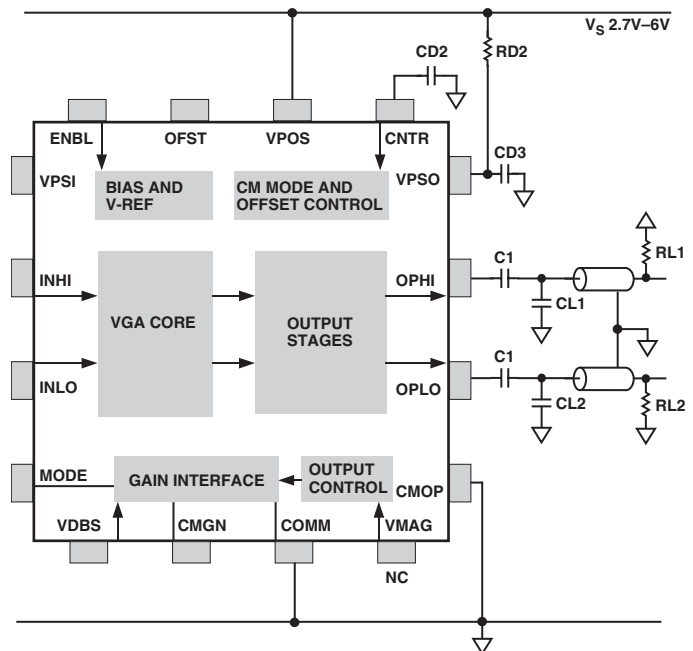 V_S 2.7V–6V
CD2
RD2
ENBL
OFST
VPOS
CNTR
CD3
VPSI
BIAS AND
V-REF
CM MODE AND
OFFSET CONTROL
VPSO
RL1
C1
INHI
OPHI
CL1
VGA CORE
OUTPUT
STAGES
C1
INLO
OPLO
CL2
RL2
MODE
GAIN INTERFACE
OUTPUT
CONTROL
CMOP
VDBS
CMGN
COMM
VMAG
NC